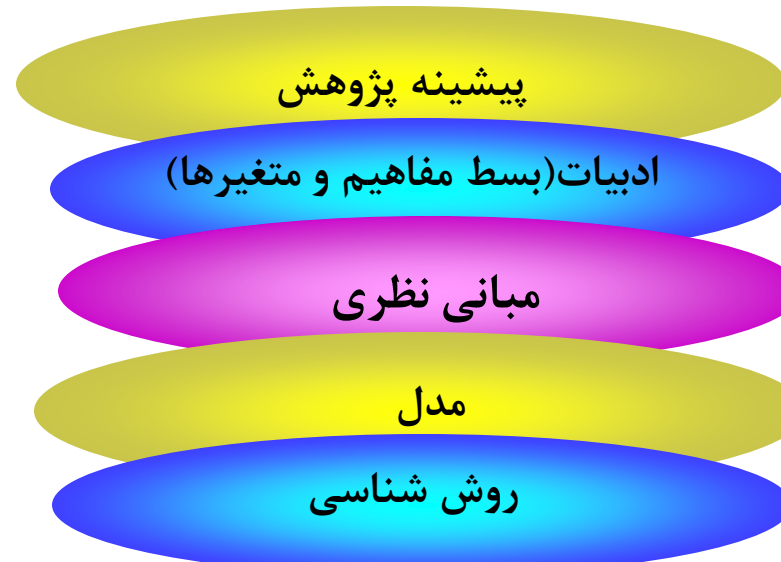 پیشینه پژوهش
ادبیات(بسط مفاهیم و متغیرها)
مبانی نظری
مدل
روش شناسی